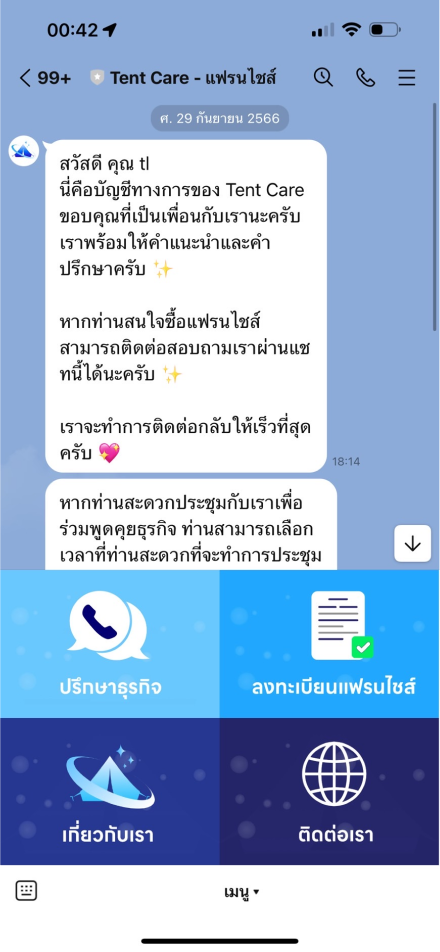 00:42
99+ Tent Care - แฟรนไชส์
ศ. 29 กันยายน 2566
สวัสดี คุณ tl
นี่คือบัญชีทางการของ Tent Care
ขอบคุณที่เป็นเพื่อนกับเรานะครับ
เราพร้อมให้คำแนะนำและคำ
ปรึกษาครับ ✨
หากท่านสนใจซื้อแฟรนไชส์
สามารถติดต่อสอบถามเราผ่านแช
ทนี้ได้นะครับ ✨
เราจะทำการติดต่อกลับให้เร็วที่สุด
ครับ 💖
18:14
หากท่านสะดวกประชุมกับเราเพื่อ
ร่วมพูดคุยธุรกิจ ท่านสามารถเลือก
เวลาที่ท่านสะดวกที่จะทำการประชุม
ปรึกษาธุรกิจ
ลงทะเบียนแฟรนไชส์
เกี่ยวกับเรา
ติดต่อเรา
เมนู ▾